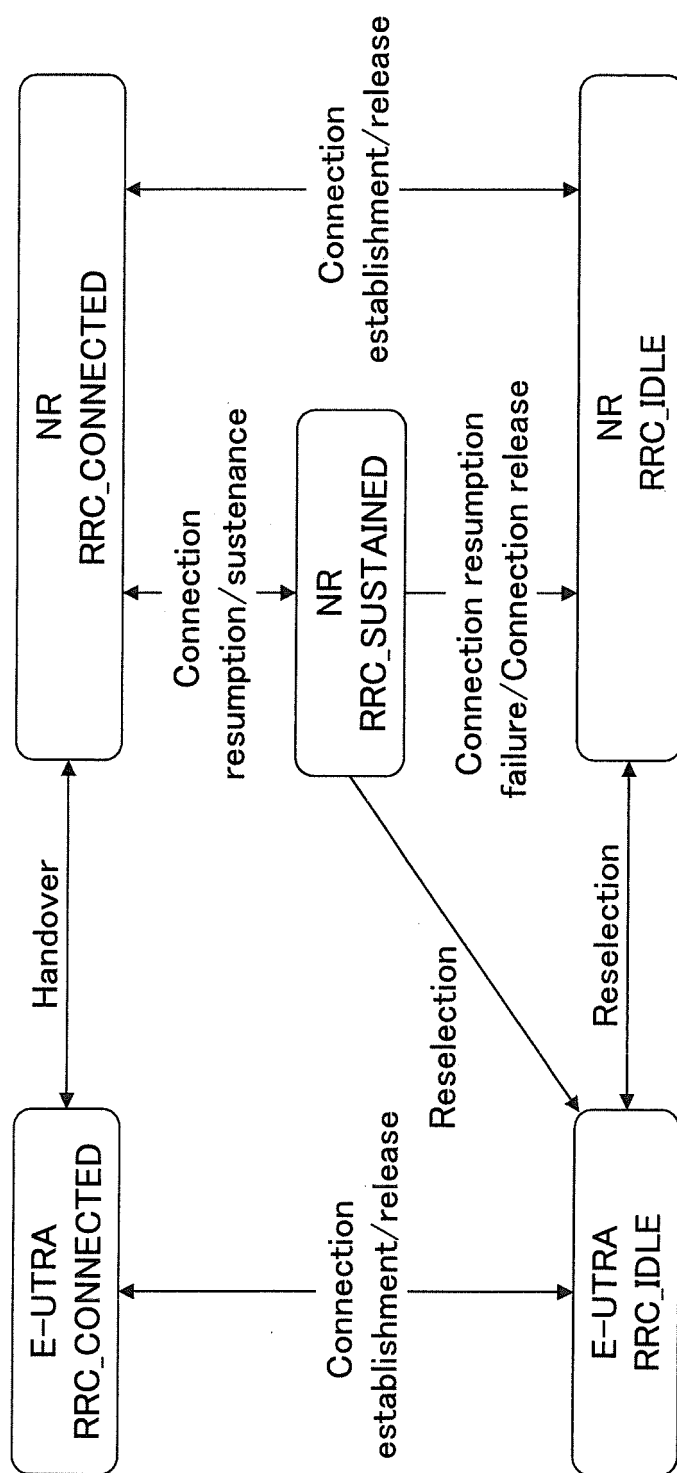 E-UTRA
RRC_CONNECTED
Handover
NR
RRC_CONNECTED
Connection
establishment/release
Connection
resumption/sustenance
Connection
establishment/release
NR
RRC_SUSTAINED
Reselection
Connection resumption
failure/Connection release
E-UTRA
RRC_IDLE
Reselection
NR
RRC_IDLE